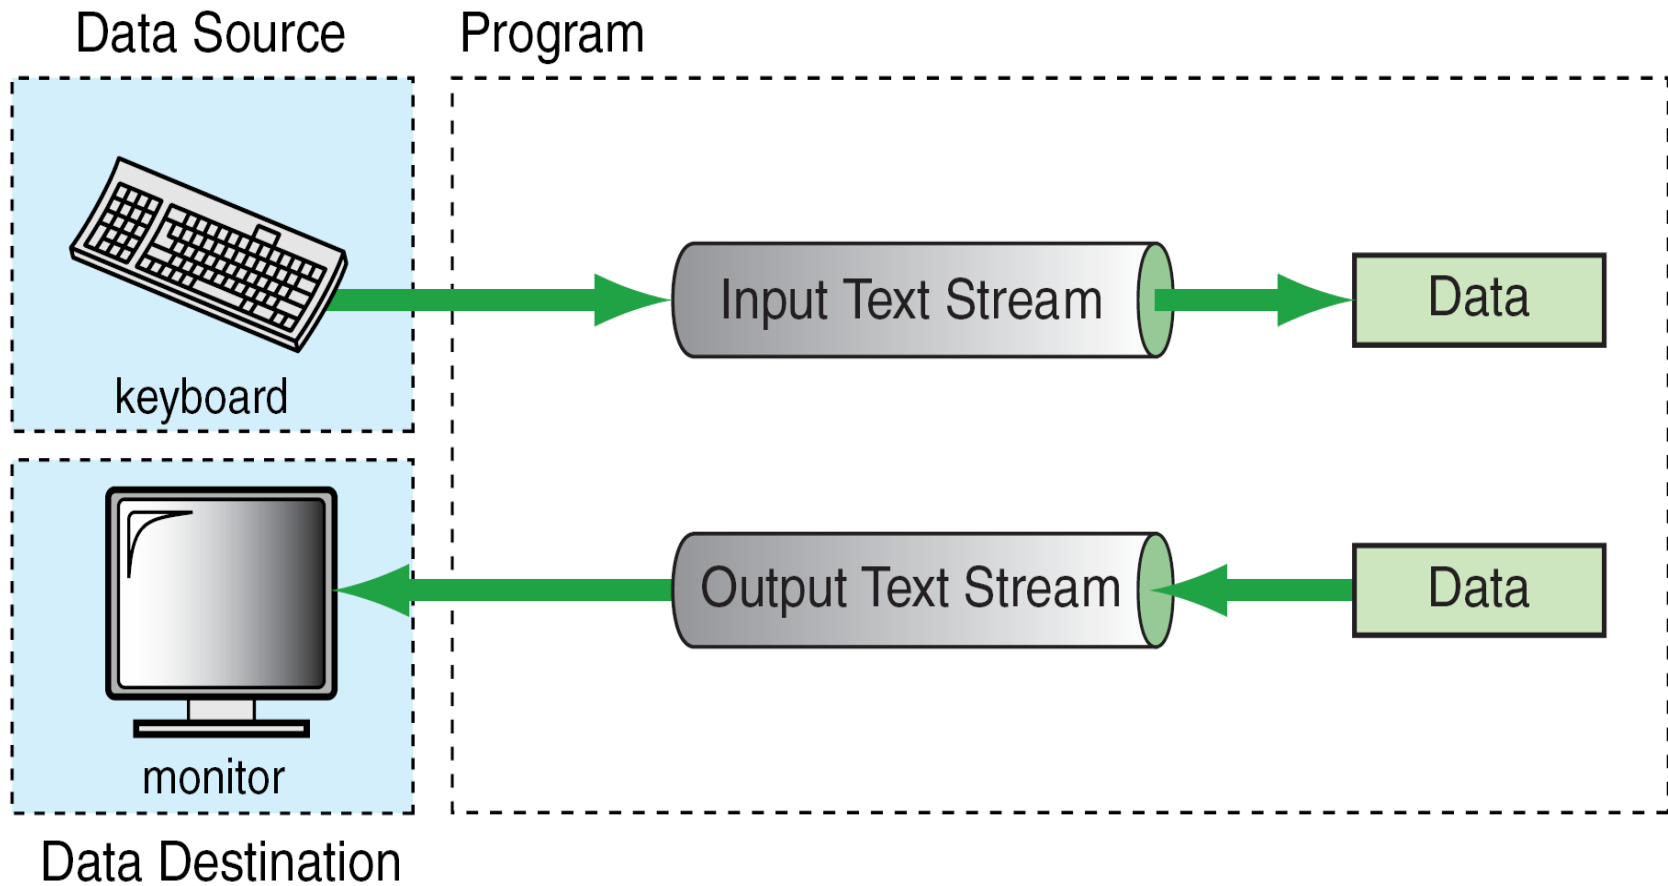 Data Source
Program
Input Text Stream
Data
keyboard
Output Text Stream
Data
monitor
Data Destination